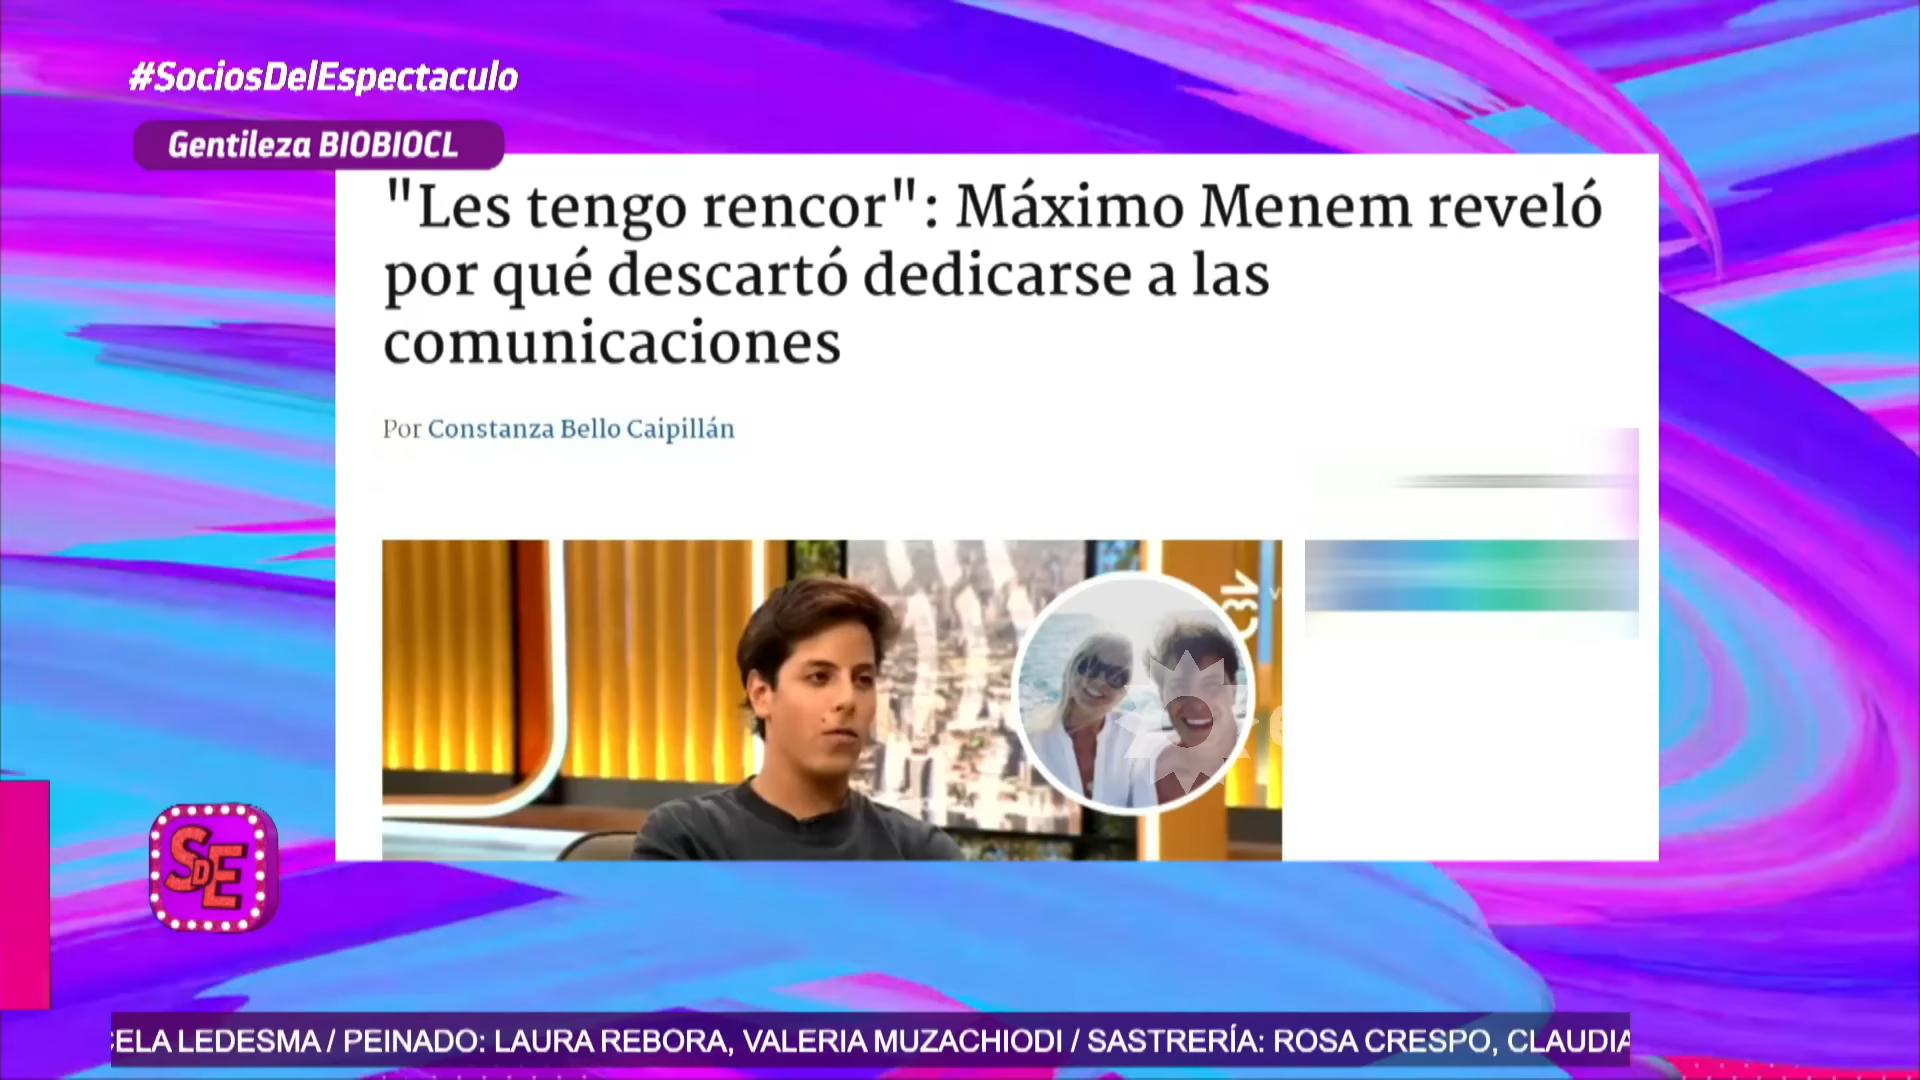 #SociosDelEspectaculo
Gentileza BIOBIOCL
"Les tengo rencor": Máximo Menem reveló
por qué descartó dedicarse a las
comunicaciones
Por Constanza Bello Caipillán
SDE
ELA LEDESMA / PEINADO: LAURA REBORA, VALERIA MUZACHIODI / SASTRERÍA: ROSA CRESPO, CLAUDIA